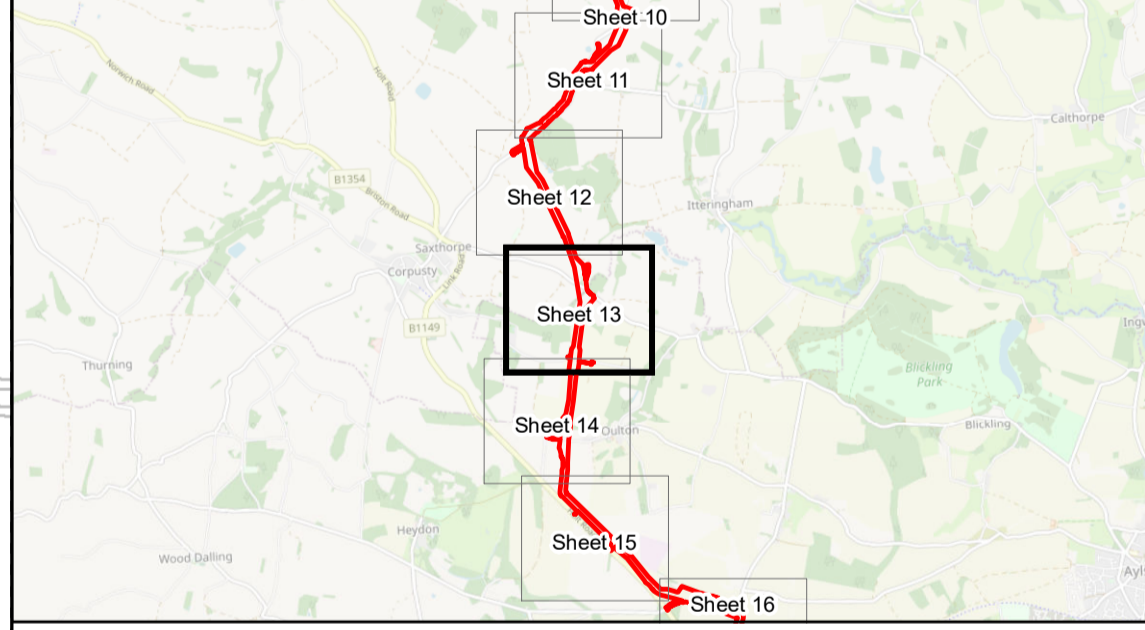 Sheet 10
Norwich Road
Holt Road
Sheet 11
Calthorpe
B1354
Briston Road
Sheet 12
Itteringham
Saxthorpe
Corpusty
Link Road
Sheet 13
B1149
Thurning
Blickling
Park
Sheet 14
Oulton
Blickling
Heydon
Sheet 15
Wood Dalling
Sheet 16